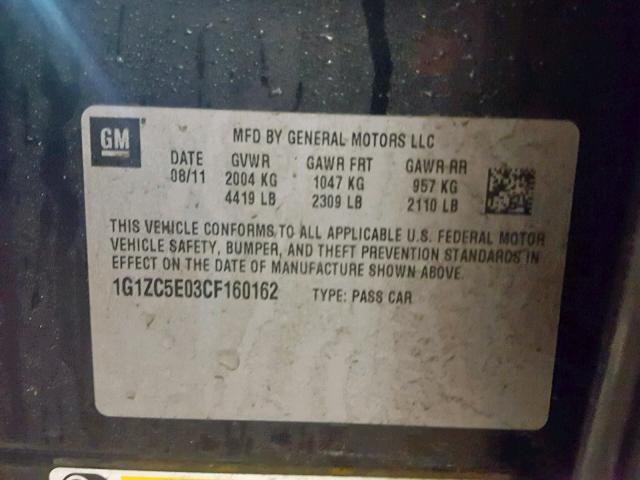 GM
MFD BY GENERAL MOTORS LLC
DATE GVWR GAWR FRT GAWR RR
08/11 2004 KG 1047 KG 957 KG
4419 LB 2309 LB 2110 LB
THIS VEHICLE CONFORMS TO ALL APPLICABLE U.S. FEDERAL MOTOR
VEHICLE SAFETY, BUMPER, AND THEFT PREVENTION STANDARDS IN
EFFECT ON THE DATE OF MANUFACTURE SHOWN ABOVE.
1G1ZC5E03CF160162 TYPE: PASS CAR